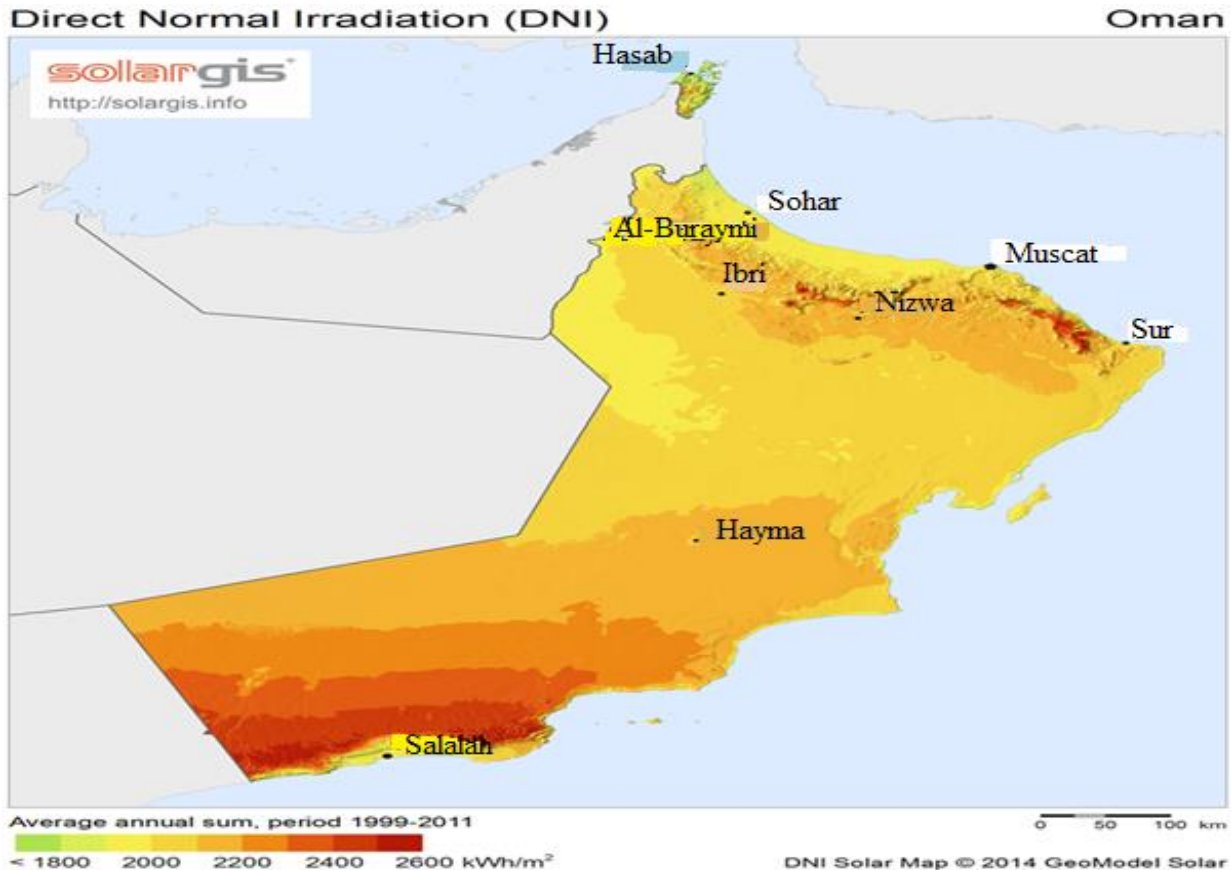 Direct Normal Irradiation (DNI)
Oman
solargis
http://solargis.info
Hasab
Sohar
Al-Buraymi
Muscat
Ibri
Nizwa
Sur
Hayma
Salalah
Average annual sum, period 1999-2011
< 1800 2000 2200 2400 2600 kWh/m²
0 50 100 km
DNI Solar Map © 2014 GeoModel Solar